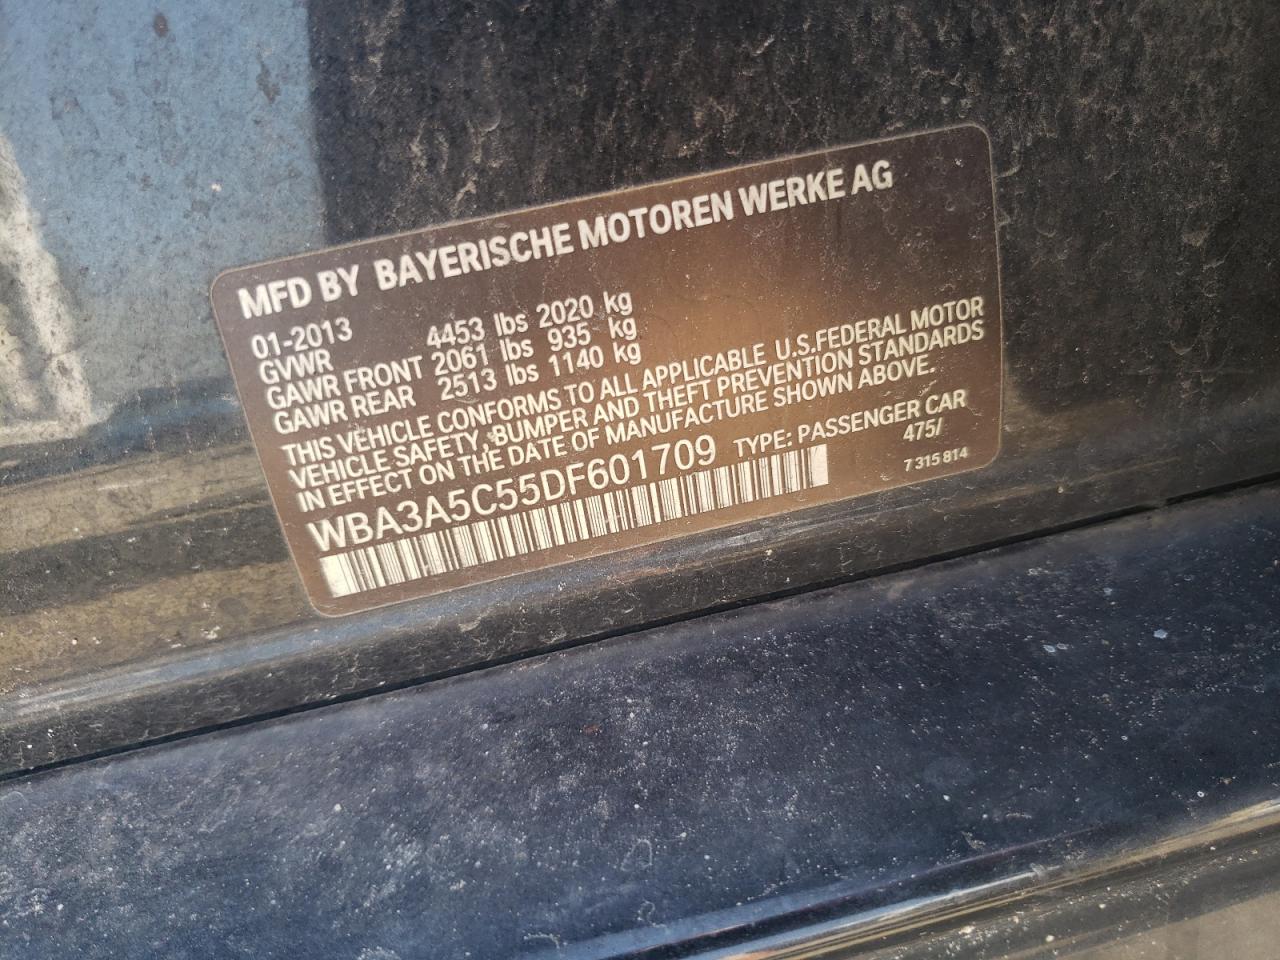 MFD BY BAYERISCHE MOTOREN WERKE AG
01-2013
GVWR 4453 lbs 2020 kg
GAWR FRONT 2061 lbs 935 kg
GAWR REAR 2513 lbs 1140 kg
THIS VEHICLE CONFORMS TO ALL APPLICABLE U.S.FEDERAL MOTOR
VEHICLE SAFETY, BUMPER AND THEFT PREVENTION STANDARDS
IN EFFECT ON THE DATE OF MANUFACTURE SHOWN ABOVE.
WBA3A5C55DF601709 TYPE: PASSENGER CAR
475/
7 315 814